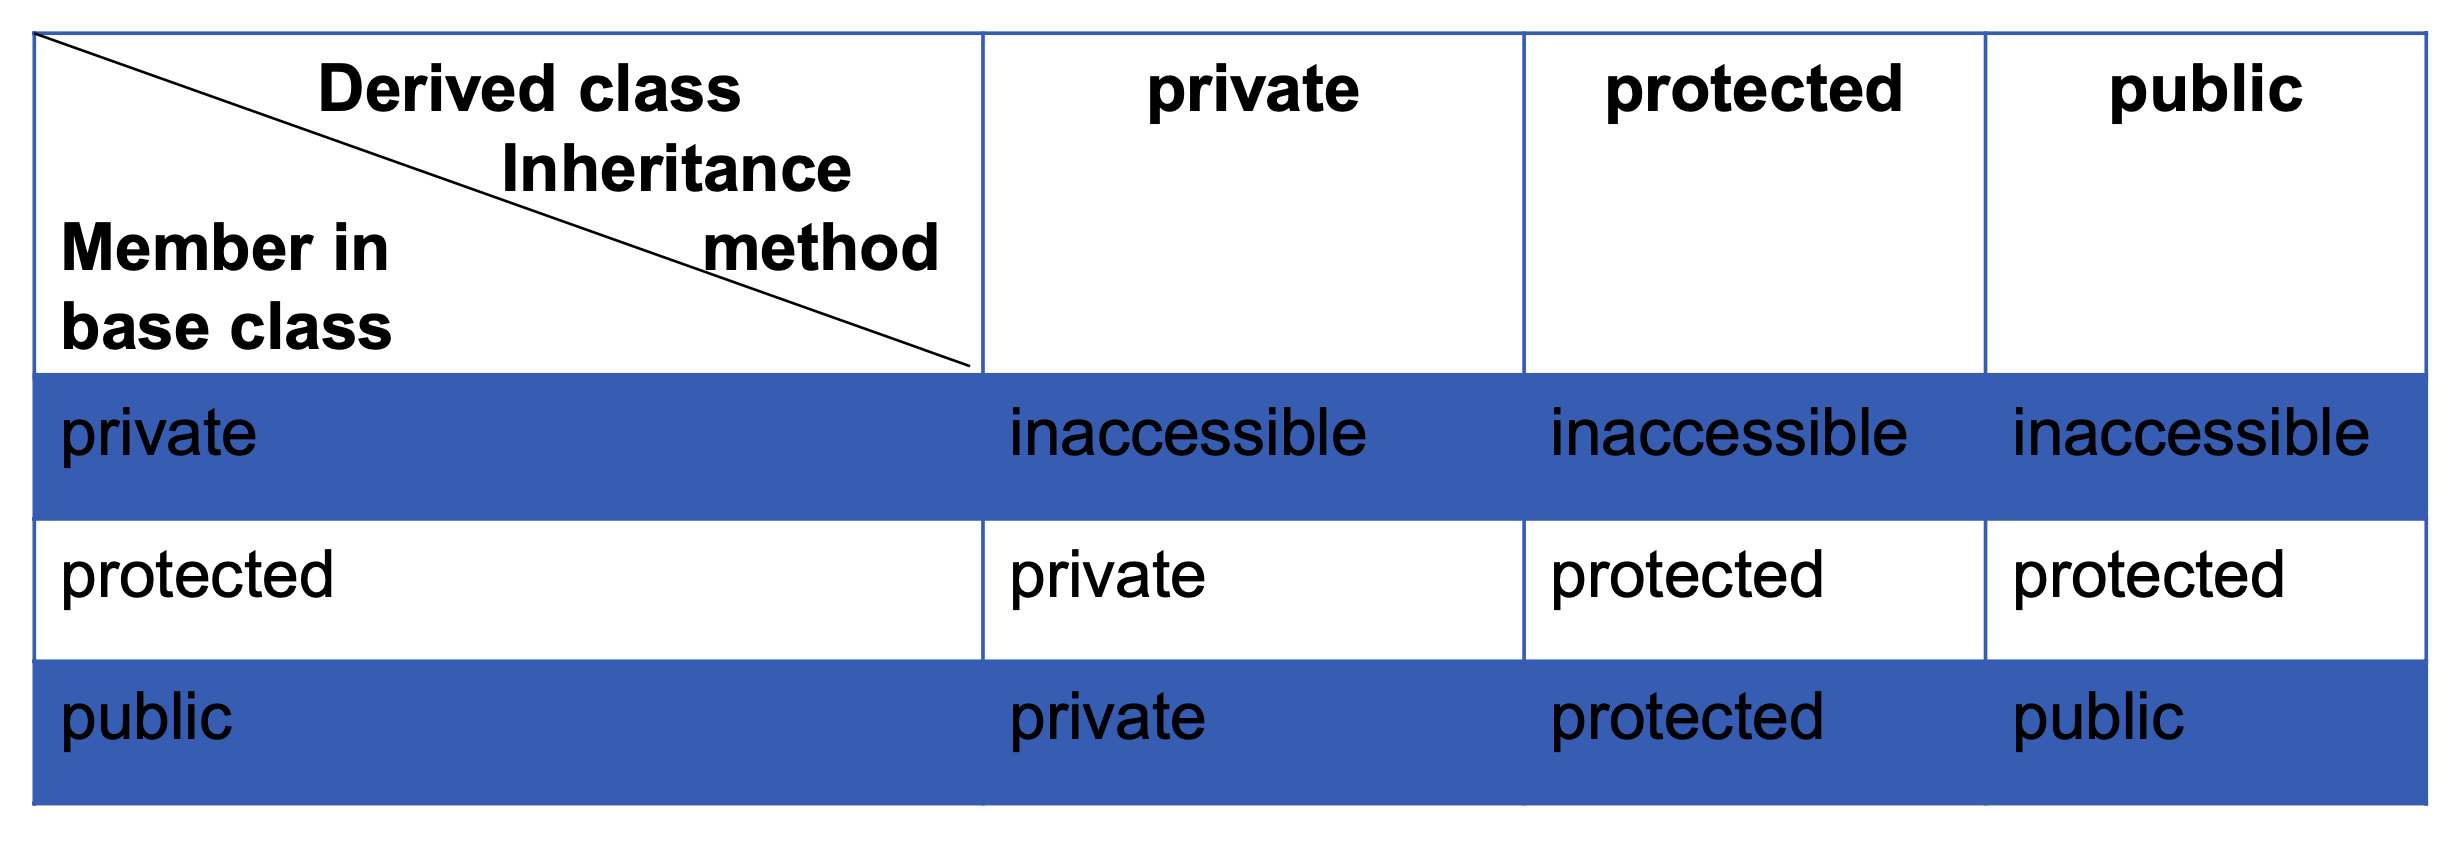 Derived class
Inheritance
method
Member in
base class
private
protected
public
private
inaccessible
inaccessible
inaccessible
protected
private
protected
protected
public
private
protected
public